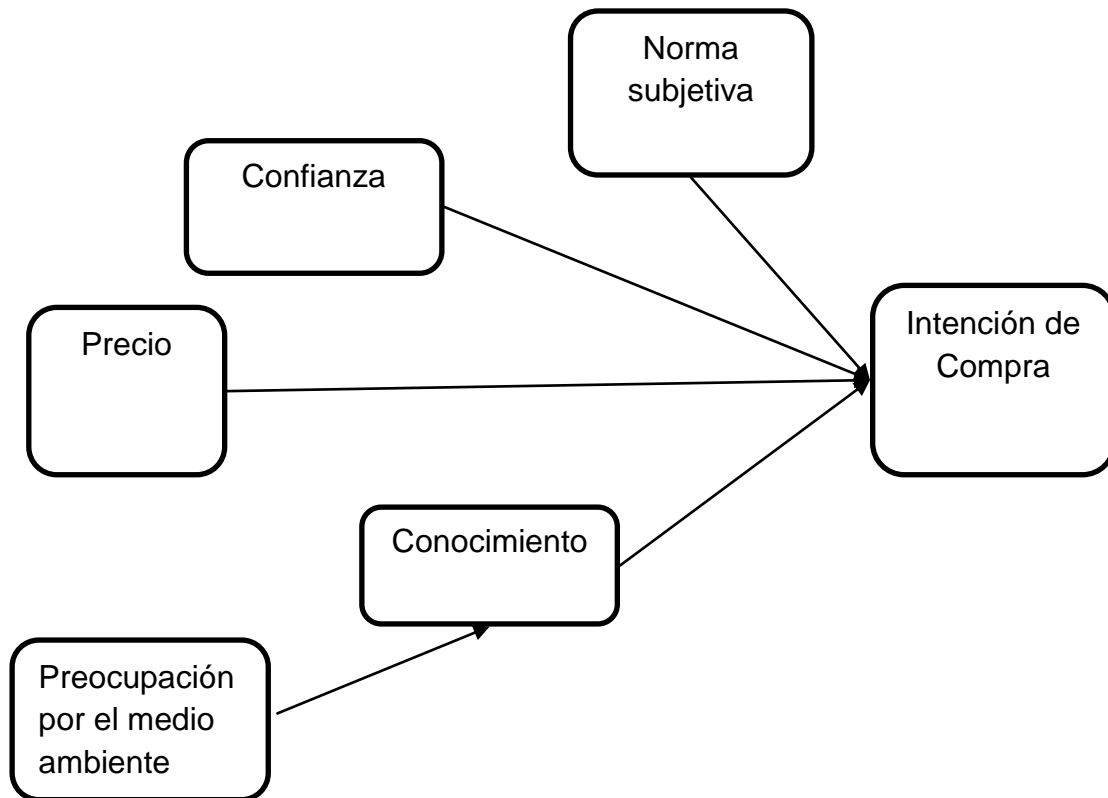 Norma
subjetiva
Confianza
Precio
Intención de
Compra
Conocimiento
Preocupación
por el medio
ambiente